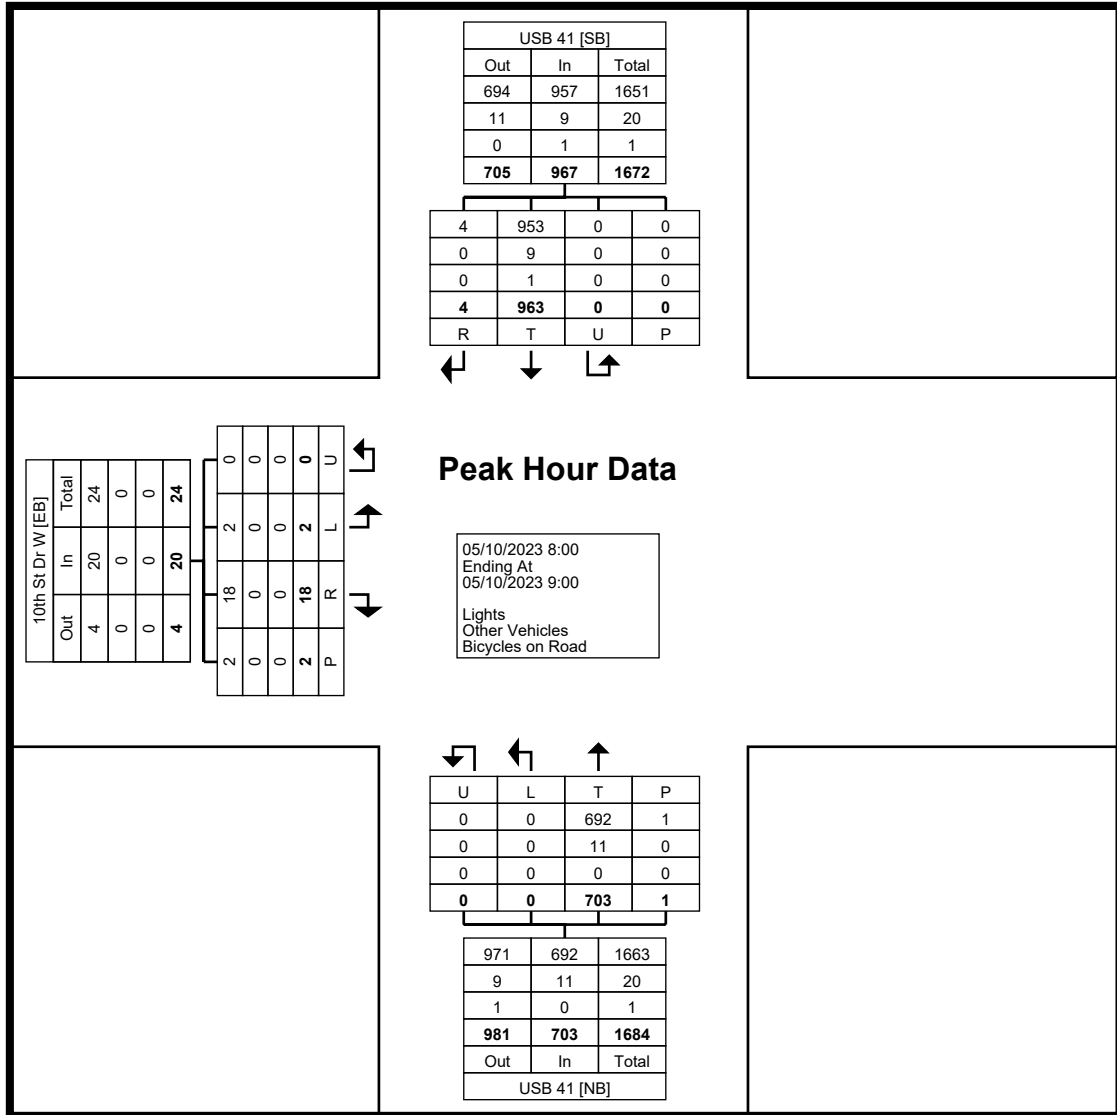 USB 41 [SB]
Out In Total
694 957 1651
11 9 20
0 1 1
705 967 1672
4 953 0 0
0 9 0 0
0 1 0 0
4 963 0 0
R T U P
10th St Dr W [EB]
Out In Total
4 20 24
0 0 0
0 0 0
4 20 24
2 18 2 0
0 0 0 0
0 0 0 0
2 18 2 0
P R L U
Peak Hour Data
05/10/2023 8:00
Ending At
05/10/2023 9:00
Lights
Other Vehicles
Bicycles on Road
U L T P
0 0 692 1
0 0 11 0
0 0 0 0
0 0 703 1
971 692 1663
9 11 20
1 0 1
981 703 1684
Out In Total
USB 41 [NB]